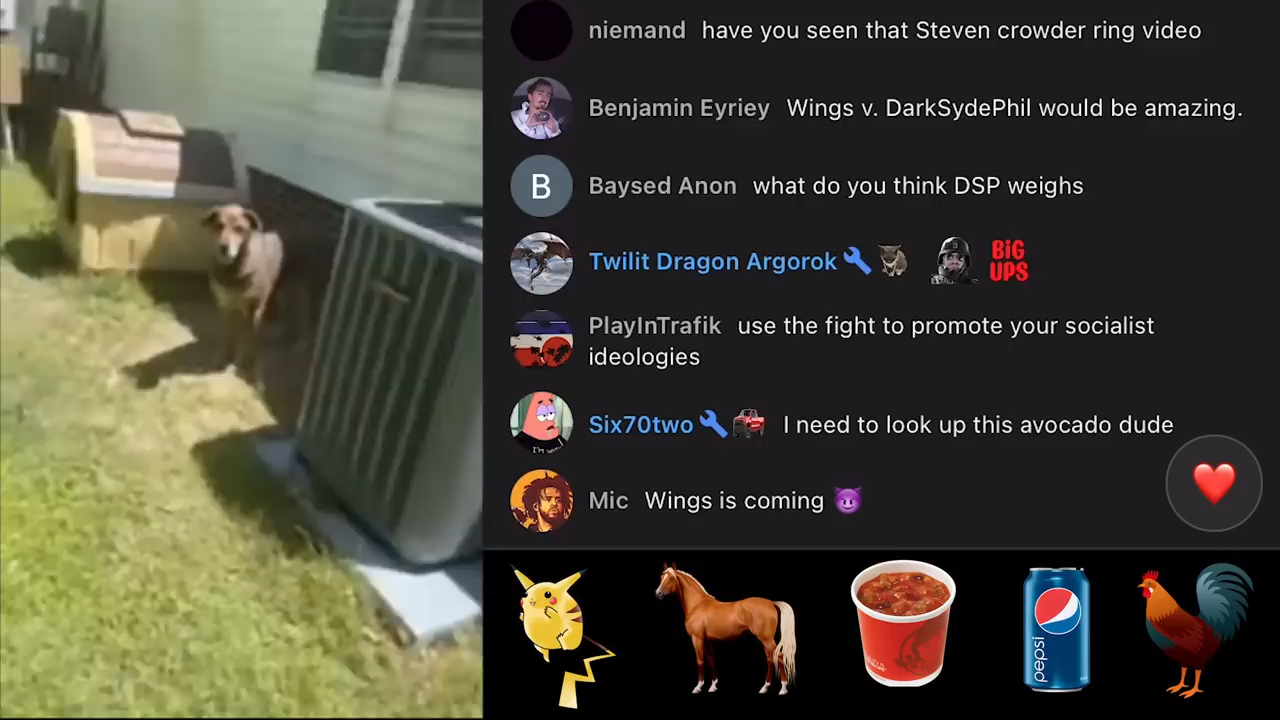 niemand have you seen that Steven crowder ring video
Benjamin Eyriey Wings v. DarkSydePhil would be amazing.
B Baysed Anon what do you think DSP weighs
Twilit Dragon Argorok BiG
UPS
PlayInTrafik use the fight to promote your socialist
ideologies
Six70two I need to look up this avocado dude
Mic Wings is coming 😈
pepsi